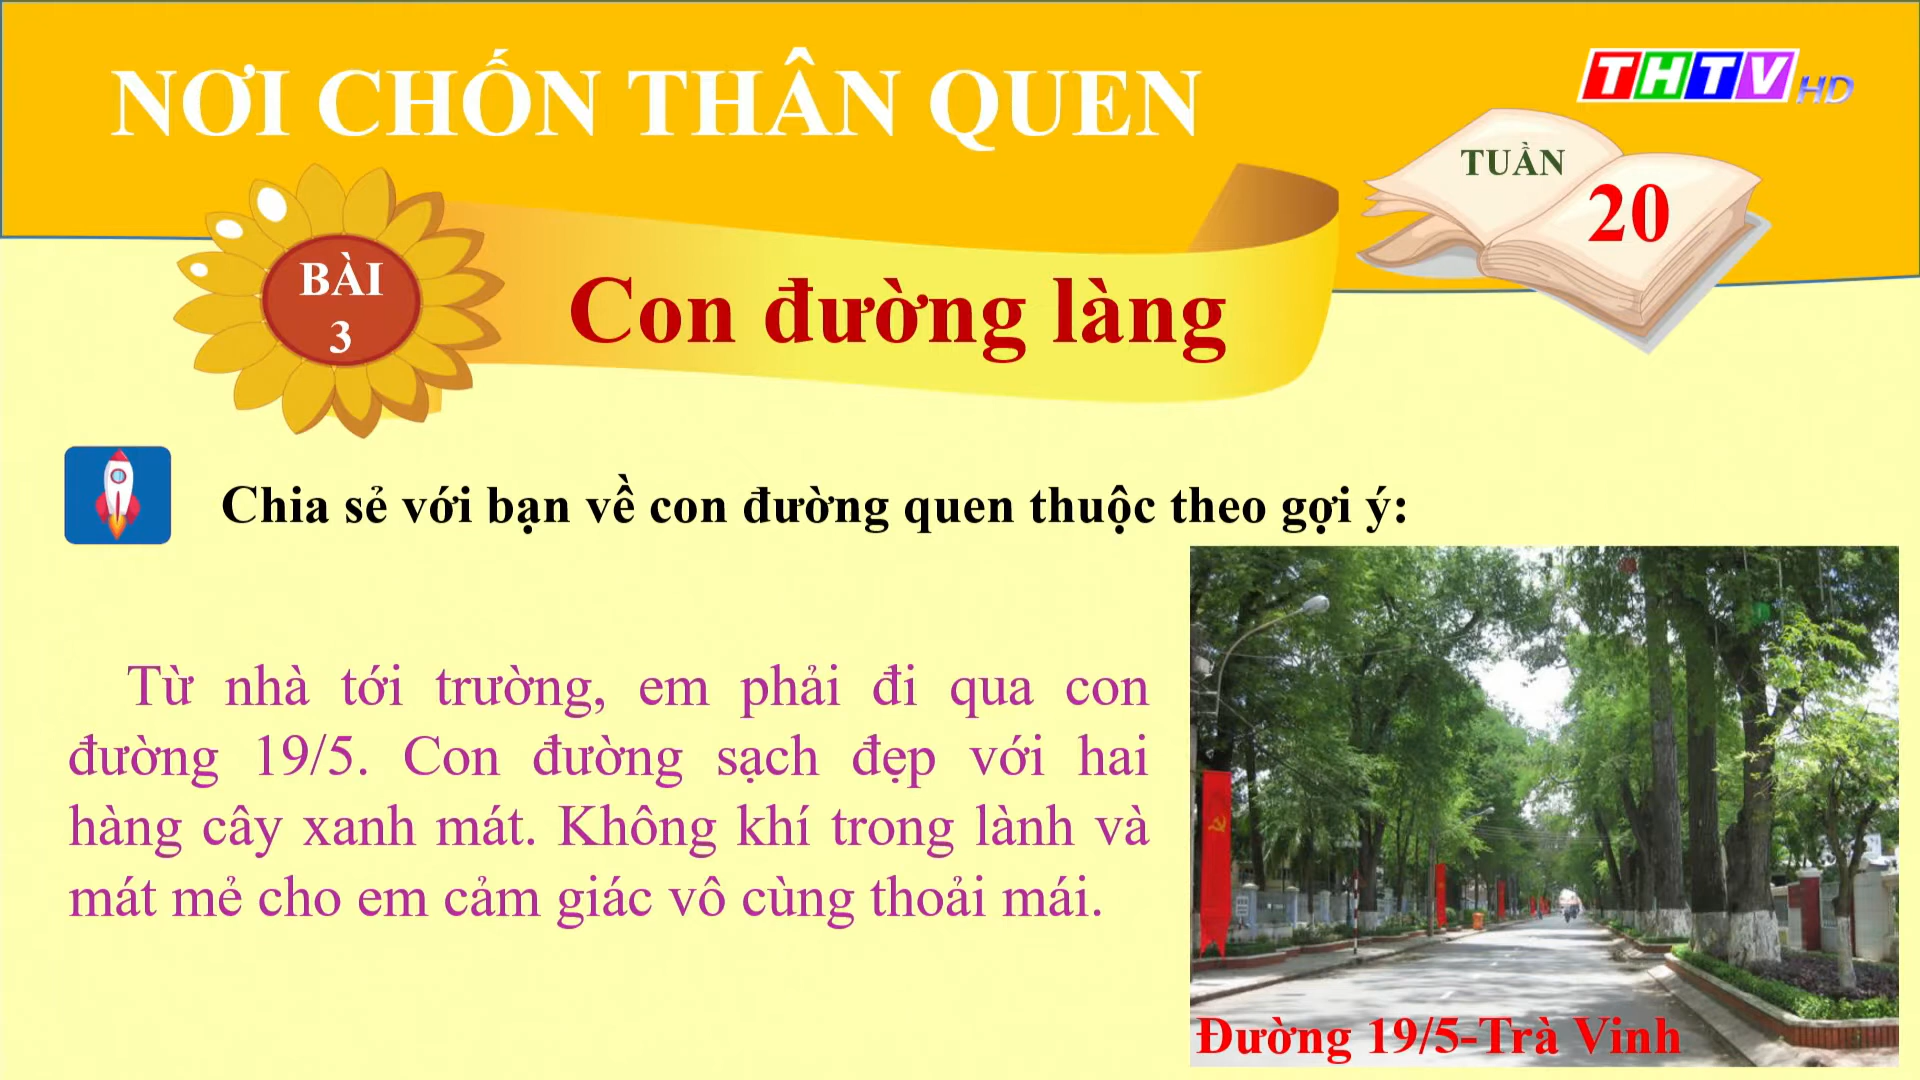 NƠI CHỐN THÂN QUEN
THTV HD
TUẦN
20
BÀI
3
Con đường làng
Chia sẻ với bạn về con đường quen thuộc theo gợi ý:
Từ nhà tới trường, em phải đi qua con
đường 19/5. Con đường sạch đẹp với hai
hàng cây xanh mát. Không khí trong lành và
mát mẻ cho em cảm giác vô cùng thoải mái.
Đường 19/5-Trà Vinh